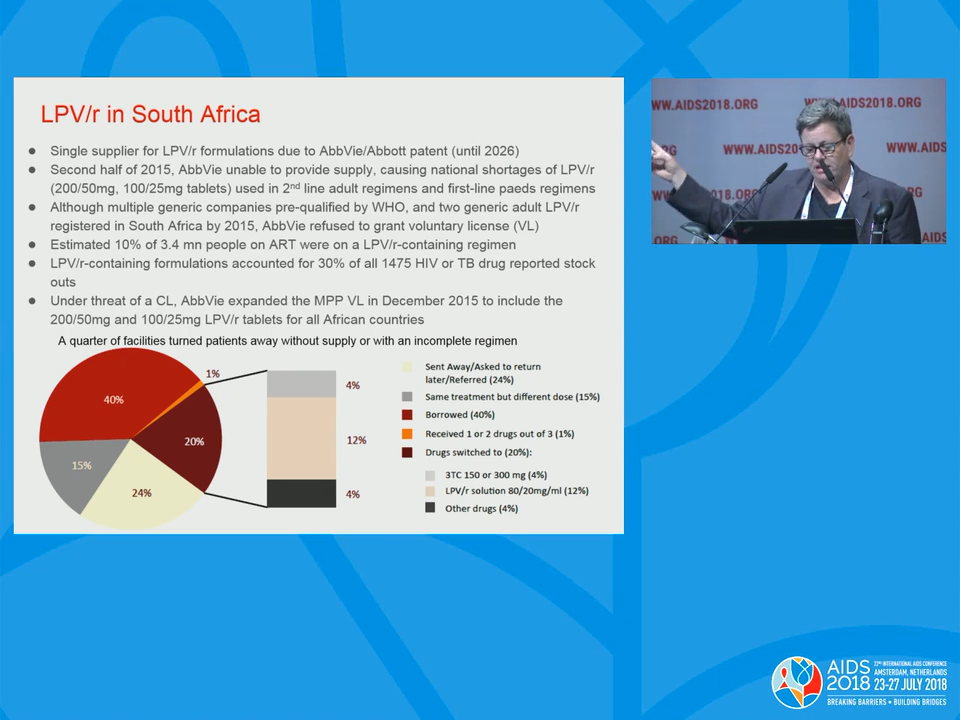 LPV/r in South Africa
● Single supplier for LPV/r formulations due to AbbVie/Abbott patent (until 2026)
● Second half of 2015, AbbVie unable to provide supply, causing national shortages of LPV/r
(200/50mg, 100/25mg tablets) used in 2nd line adult regimens and first-line paeds regimens
● Although multiple generic companies pre-qualified by WHO, and two generic adult LPV/r
registered in South Africa by 2015, AbbVie refused to grant voluntary license (VL)
● Estimated 10% of 3.4 mn people on ART were on a LPV/r-containing regimen
● LPV/r-containing formulations accounted for 30% of all 1475 HIV or TB drug reported stock
outs
● Under threat of a CL, AbbVie expanded the MPP VL in December 2015 to include the
200/50mg and 100/25mg LPV/r tablets for all African countries
A quarter of facilities turned patients away without supply or with an incomplete regimen
40%
1%
20%
15%
24%
4%
12%
4%
Sent Away/Asked to return
later/Referred (24%)
Same treatment but different dose (15%)
Borrowed (40%)
Received 1 or 2 drugs out of 3 (1%)
Drugs switched to (20%):
3TC 150 or 300 mg (4%)
LPV/r solution 80/20mg/ml (12%)
Other drugs (4%)
WW.AIDS2018.ORG
WWW.AIDS2018.ORG
RG
WWW.AIDS20
WWW.AIDS
ORG
AIDS
AIDS
2018
22ND INTERNATIONAL AIDS CONFERENCE
AMSTERDAM, NETHERLANDS
23-27 JULY 2018
BREAKING BARRIERS • BUILDING BRIDGES